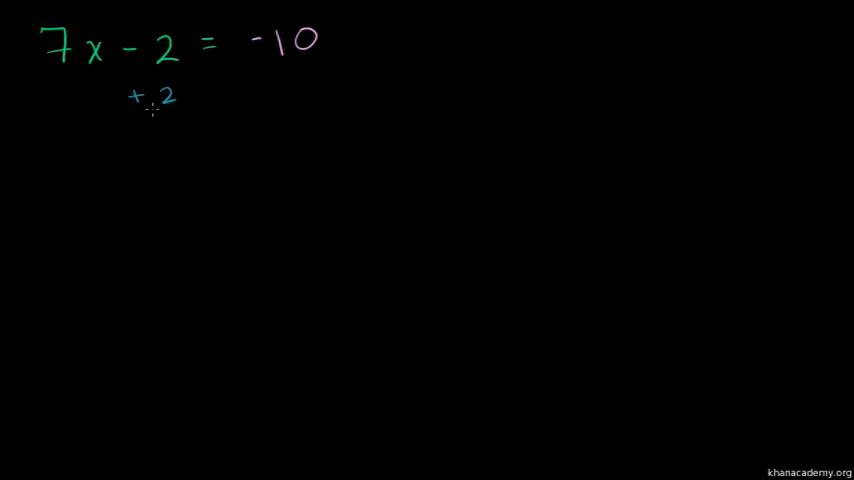 7x - 2 = -10
+ 2
khanacademy.org